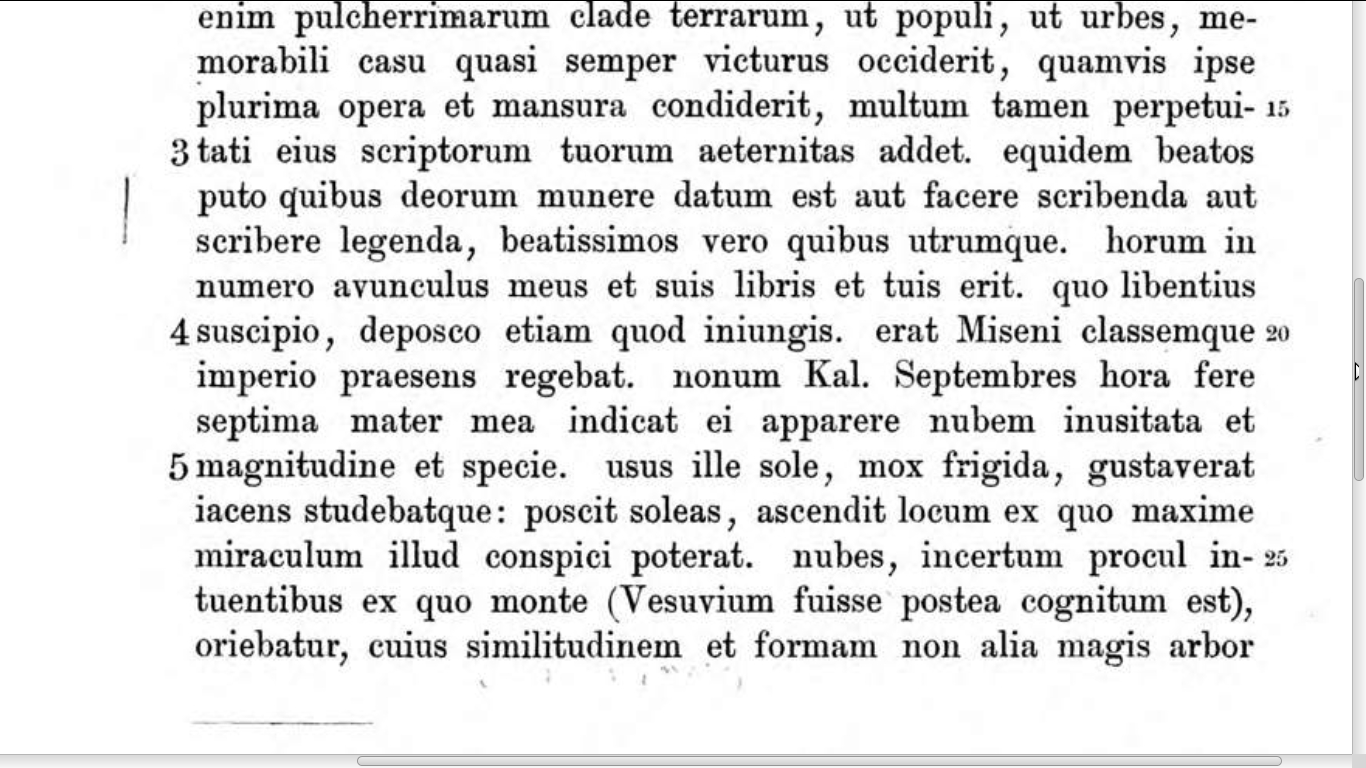 enim pulcherrimarum clade terrarum, ut populi, ut urbes, me-
morabili casu quasi semper victurus occiderit, quamvis ipse
plurima opera et mansura condiderit, multum tamen perpetui- 15
3 tati eius scriptorum tuorum aeternitas addet. equidem beatos
puto quibus deorum munere datum est aut facere scribenda aut
scribere legenda, beatissimos vero quibus utrumque. horum in
numero avunculus meus et suis libris et tuis erit. quo libentius
4 suscipio, deposco etiam quod iniungis. erat Miseni classemque 20
imperio praesens regebat. nonum Kal. Septembres hora fere
septima mater mea indicat ei apparere nubem inusitata et
5 magnitudine et specie. usus ille sole, mox frigida, gustaverat
iacens studebatque: poscit soleas, ascendit locum ex quo maxime
miraculum illud conspici poterat. nubes, incertum procul in- 25
tuentibus ex quo monte (Vesuvium fuisse postea cognitum est),
oriebatur, cuius similitudinem et formam non alia magis arbor